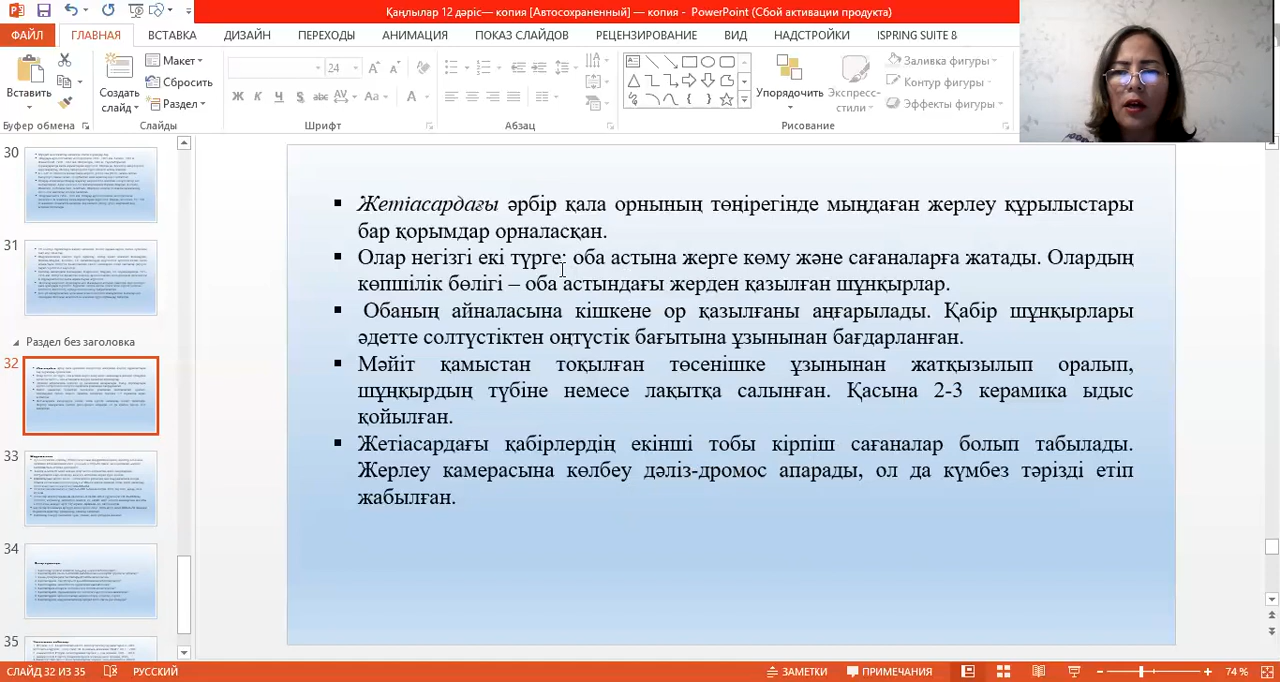 Қаңлылар 12 дәріс— копия [Автосохраненный] — копия - PowerPoint (Сбой активации продукта)
ФАЙЛ ГЛАВНАЯ ВСТАВКА ДИЗАЙН ПЕРЕХОДЫ АНИМАЦИЯ ПОКАЗ СЛАЙДОВ РЕЦЕНЗИРОВАНИЕ ВИД НАДСТРОЙКИ ISPRING SUITE 8
Вставить
Создать слайд
Макет
Сбросить
Раздел
24
Упорядочить
Экспресс-стили
Заливка фигуры
Контур фигуры
Эффекты фигуры
Буфер обмена Слайды Шрифт Абзац Рисование
30
31
Раздел без заголовка
32
33
34
35
Жетіасардағы әрбір қала орнының төңірегінде мыңдаған жерлеу құрылыстары
бар қорымдар орналасқан.
Олар негізгі екі түрге, оба астына жерге көму және сағаналарға жатады. Олардың
көпшілік бөлігі – оба астындағы жерден қазылған шұңқырлар.
Обаның айналасына кішкене ор қазылғаны аңғарылады. Қабір шұңқырлары
әдетте солтүстіктен оңтүстік бағытына ұзынынан бағдарланған.
Мәйіт қамыстан тоқылған төсенішке ұзынынан жатқызылып оралып,
шұңқырдың түбіне немесе лақытқа салынған. Қасына 2-3 керамика ыдыс
қойылған.
Жетіасардағы қабірлердің екінші тобы кірпіш сағаналар болып табылады.
Жерлеу камерасына көлбеу дәліз-дромос апарады, ол да күмбез тәрізді етіп
жабылған.
СЛАЙД 32 ИЗ 35 РУССКИЙ ЗАМЕТКИ ПРИМЕЧАНИЯ 74 %